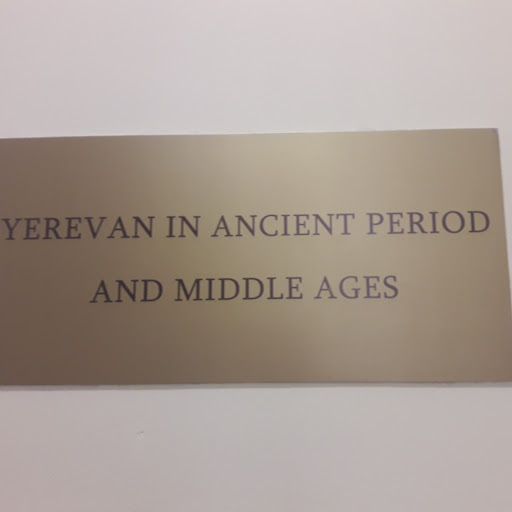 YEREVAN IN ANCIENT PERIOD
AND MIDDLE AGES